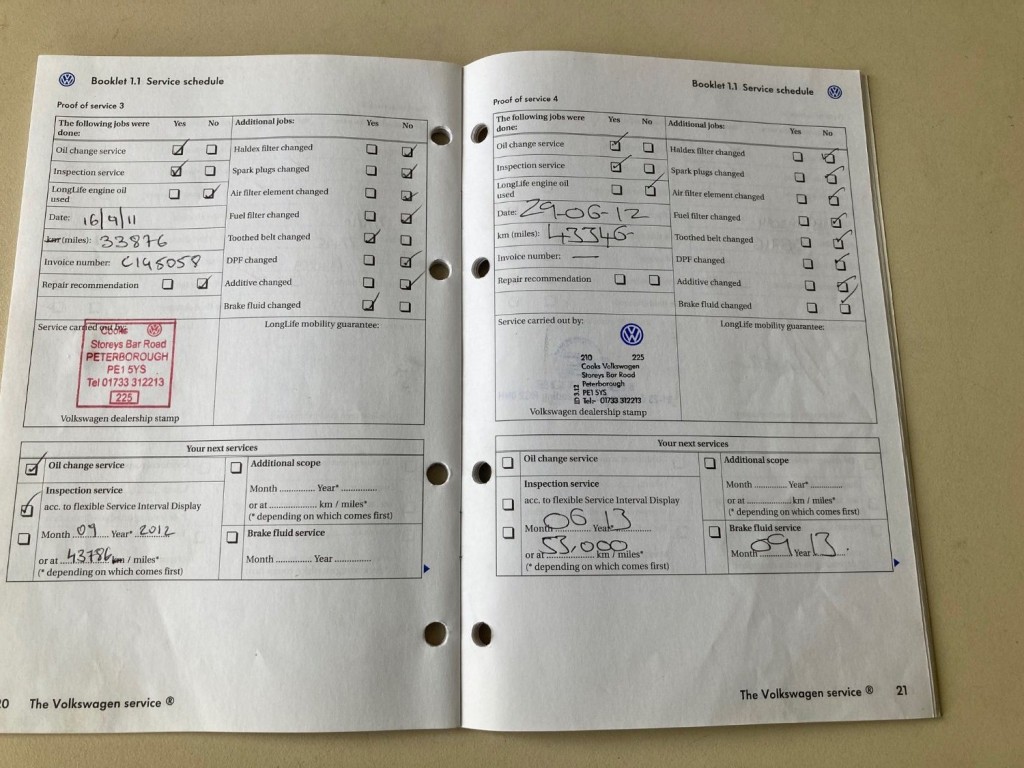 Booklet 1.1 Service schedule
Proof of service 3
The following jobs were done: Yes No
Oil change service
Inspection service
LongLife engine oil used
Date: 16/9/11
km (miles): 33876
Invoice number: C145058
Repair recommendation
Additional jobs: Yes No
Haldex filter changed
Spark plugs changed
Air filter element changed
Fuel filter changed
Toothed belt changed
DPF changed
Additive changed
Brake fluid changed
Service carried out by:
Cooks
Storeys Bar Road
PETERBOROUGH
PE1 5YS
Tel 01733 312213
225
Volkswagen dealership stamp
LongLife mobility guarantee:
Your next services
Oil change service
Inspection service
acc. to flexible Service Interval Display
Month 09 Year* 2012
or at 43786 km / miles*
(* depending on which comes first)
Additional scope
Month .............. Year* ...............
or at .................... km / miles*
(* depending on which comes first)
Brake fluid service
Month .............. Year ...............
20 The Volkswagen service ®
Booklet 1.1 Service schedule
Proof of service 4
The following jobs were done: Yes No
Oil change service
Inspection service
LongLife engine oil used
Date: 29-06-12
km (miles): 43346-
Invoice number: —
Repair recommendation
Additional jobs: Yes No
Haldex filter changed
Spark plugs changed
Air filter element changed
Fuel filter changed
Toothed belt changed
DPF changed
Additive changed
Brake fluid changed
Service carried out by:
210 225
Cooks Volkswagen
Storeys Bar Road
Peterborough
PE1 5YS
Tel:- 01733 312213
Volkswagen dealership stamp
LongLife mobility guarantee:
Your next services
Oil change service
Inspection service
acc. to flexible Service Interval Display
Month 06 Year* 13
or at 53,000 km / miles*
(* depending on which comes first)
Additional scope
Month .............. Year* ...............
or at .................... km / miles*
(* depending on which comes first)
Brake fluid service
Month 09 Year 13.
The Volkswagen service ® 21